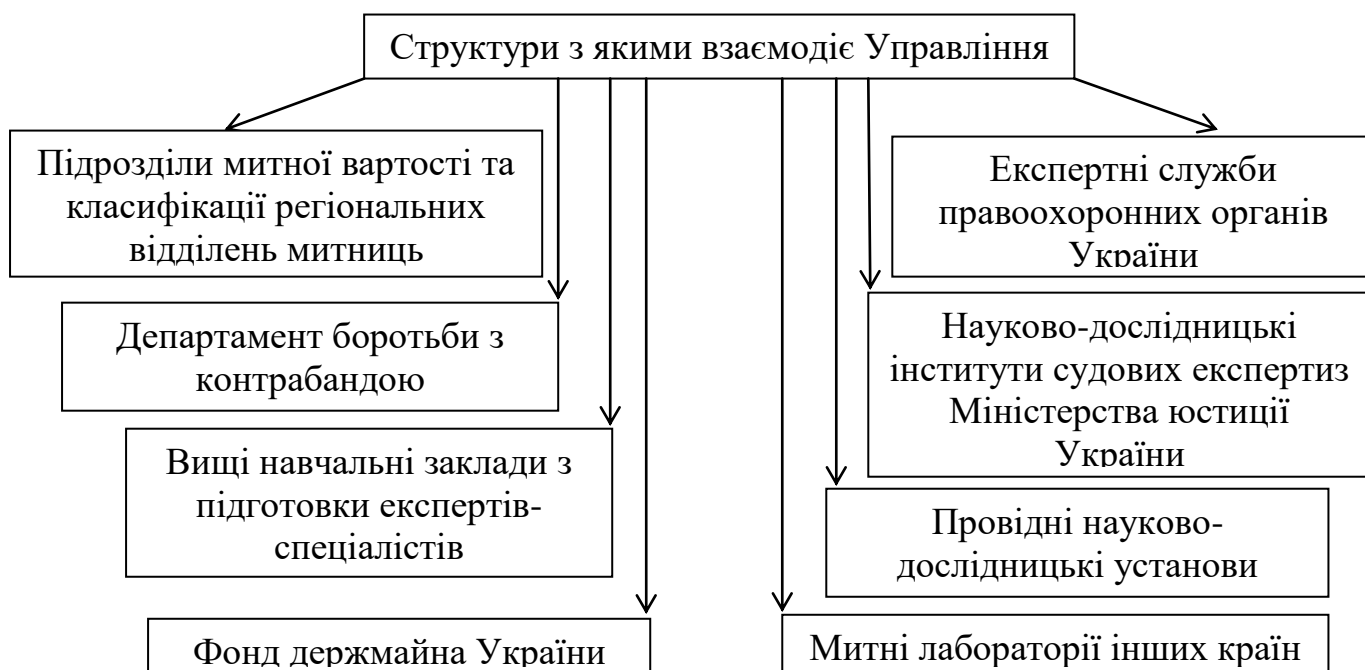 Структури з якими взаємодіє Управління
Підрозділи митної вартості та
класифікації регіональних
відділень митниць
Департамент боротьби з
контрабандою
Вищі навчальні заклади з
підготовки експертів-
спеціалістів
Фонд держмайна України
Експертні служби
правоохоронних органів
України
Науково-дослідницькі
інститути судових експертиз
Міністерства юстиції
України
Провідні науково-
дослідницькі установи
Митні лабораторії інших країн